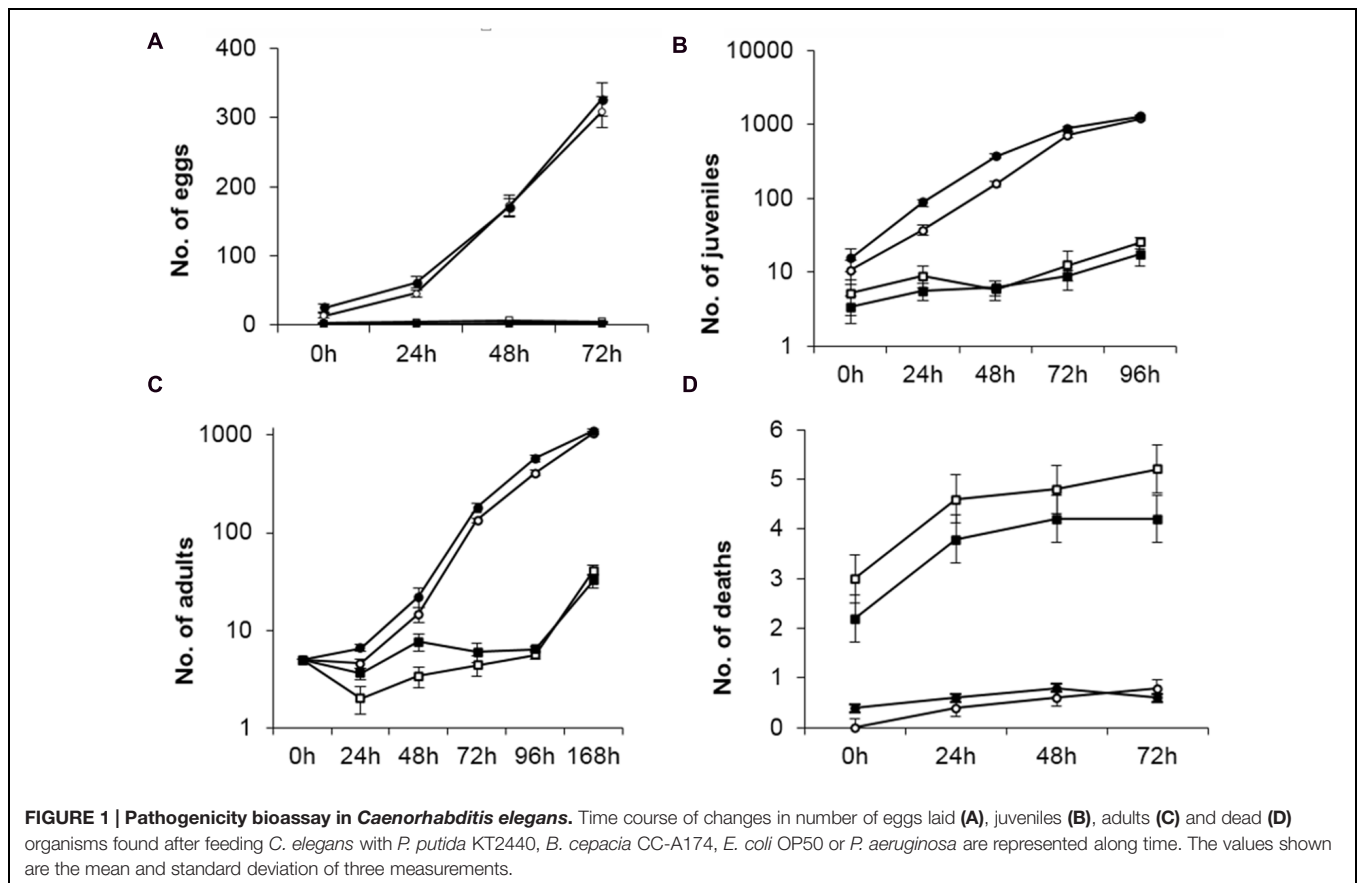 A
No. of eggs
400
300
200
100
0
0h 24h 48h 72h
B
No. of juveniles
10000
1000
100
10
1
0h 24h 48h 72h 96h
C
No. of adults
1000
100
10
1
0h 24h 48h 72h 96h 168h
D
No. of deaths
6
5
4
3
2
1
0
0h 24h 48h 72h
FIGURE 1 | Pathogenicity bioassay in Caenorhabditis elegans. Time course of changes in number of eggs laid (A), juveniles (B), adults (C) and dead (D)
organisms found after feeding C. elegans with P. putida KT2440, B. cepacia CC-A174, E. coli OP50 or P. aeruginosa are represented along time. The values shown
are the mean and standard deviation of three measurements.